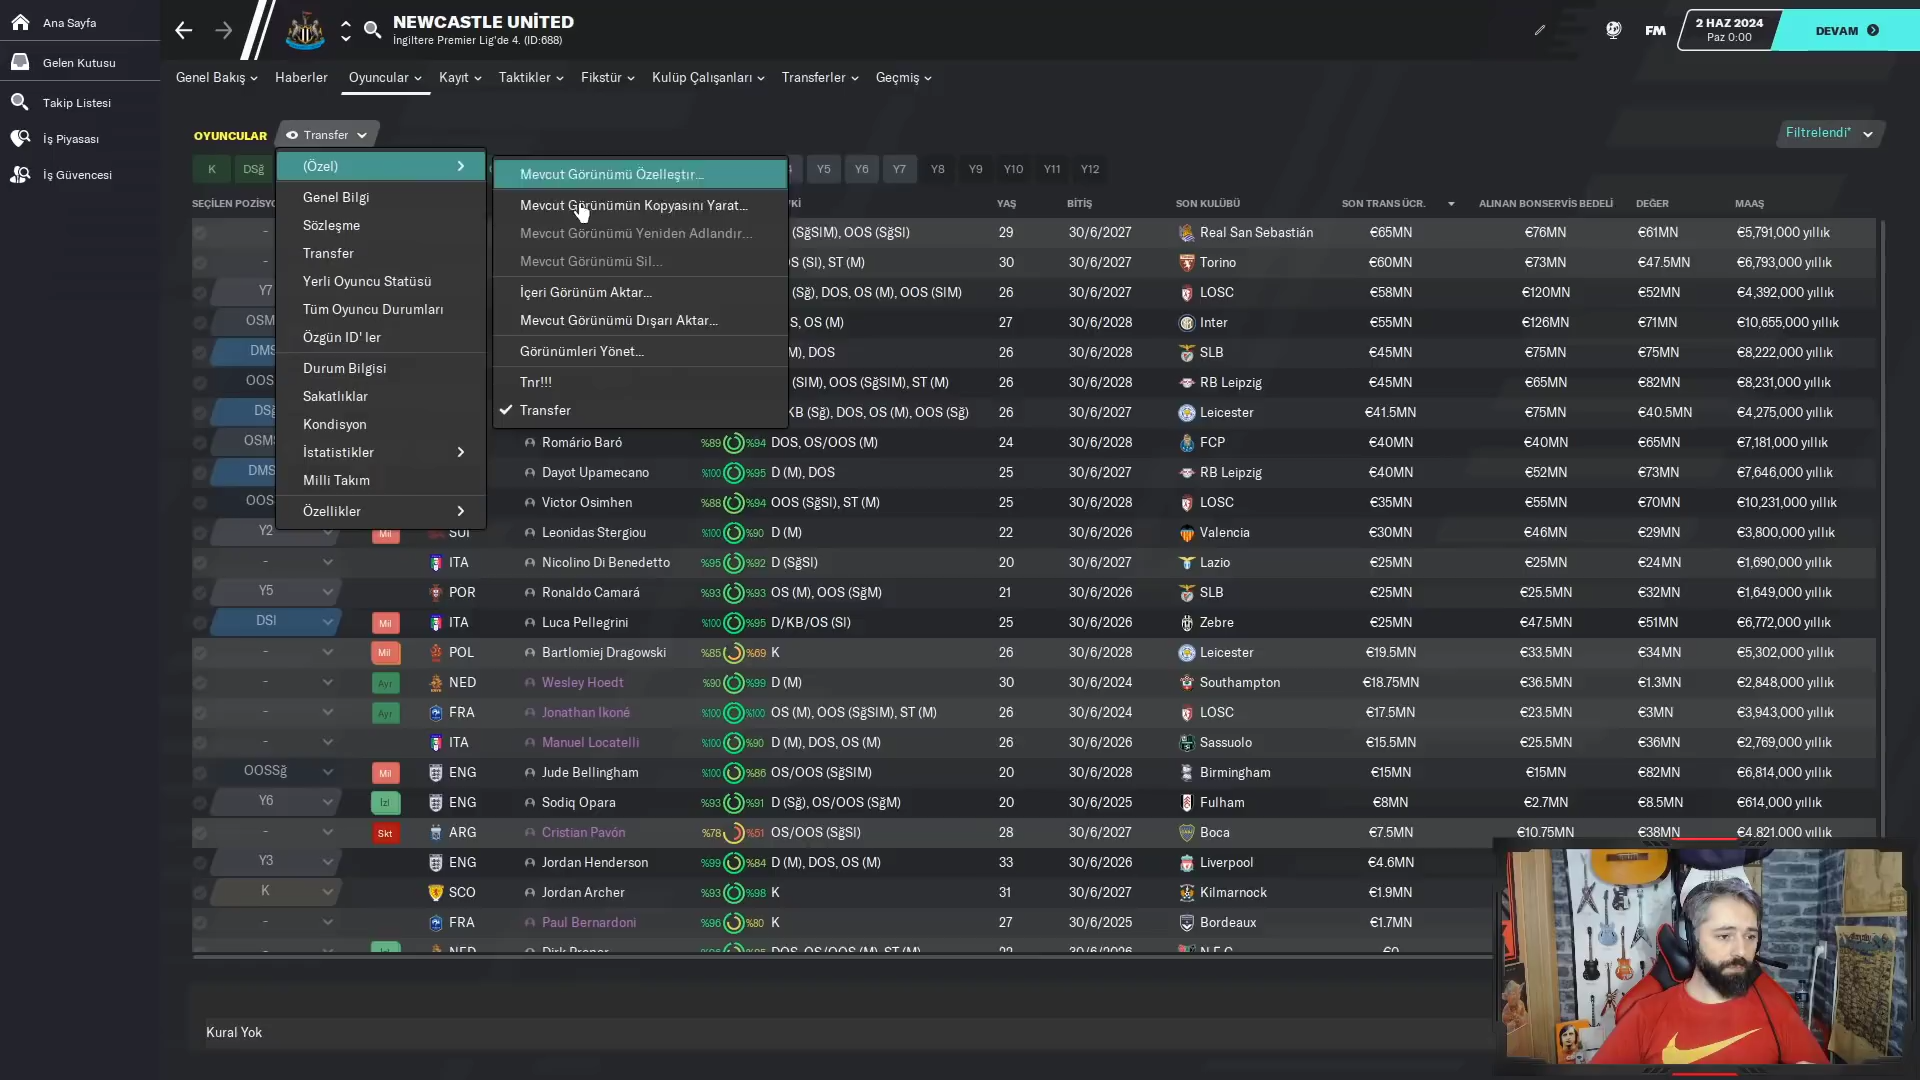 Ana Sayfa
Gelen Kutusu
Takip Listesi
İş Piyasası
İş Güvencesi
NEWCASTLE UNİTED
İngiltere Premier Lig'de 4. (ID:688)
FM
2 HAZ 2024
Paz 0:00
DEVAM
Genel Bakış Haberler Oyuncular Kayıt Taktikler Fikstür Kulüp Çalışanları Transferler Geçmiş
OYUNCULAR Transfer
Filtrelendi*
K DSğ Y5 Y6 Y7 Y8 Y9 Y10 Y11 Y12
(Özel)
Genel Bilgi
Sözleşme
Transfer
Yerli Oyuncu Statüsü
Tüm Oyuncu Durumları
Özgün ID' ler
Durum Bilgisi
Sakatlıklar
Kondisyon
İstatistikler
Milli Takım
Özellikler
Mevcut Görünümü Özelleştir...
Mevcut Görünümün Kopyasını Yarat...
Mevcut Görünümü Yeniden Adlandır...
Mevcut Görünümü Sil...
İçeri Görünüm Aktar...
Mevcut Görünümü Dışarı Aktar...
Görünümleri Yönet...
Tnr!!!
Transfer
YAŞ BİTİŞ SON KULÜBÜ SON TRANS ÜCR. ALINAN BONSERVİS BEDELİ DEĞER MAAŞ
- (SğSlM), OOS (SğSl) 29 30/6/2027 Real San Sebastián €65MN €76MN €61MN €5,791,000 yıllık
- (Sl), ST (M) 30 30/6/2027 Torino €60MN €73MN €47.5MN €6,793,000 yıllık
Y7 (Sğ), DOS, OS (M), OOS (SlM) 26 30/6/2027 LOSC €58MN €120MN €52MN €4,392,000 yıllık
OSM OS (M) 27 30/6/2028 Inter €55MN €126MN €71MN €10,655,000 yıllık
DMS DOS 26 30/6/2028 SLB €45MN €75MN €75MN €8,222,000 yıllık
OOS (SlM), OOS (SğSlM), ST (M) 26 30/6/2028 RB Leipzig €45MN €65MN €82MN €8,231,000 yıllık
DSğ (Sğ), DOS, OS (M), OOS (Sğ) 26 30/6/2027 Leicester €41.5MN €75MN €40.5MN €4,275,000 yıllık
OSM Romário Baró %89 %94 DOS, OS/OOS (M) 24 30/6/2028 FCP €40MN €40MN €65MN €7,181,000 yıllık
DMS Dayot Upamecano %100 %95 D (M), DOS 25 30/6/2027 RB Leipzig €40MN €52MN €73MN €7,646,000 yıllık
OOS Victor Osimhen %88 %94 OOS (SğSl), ST (M) 25 30/6/2028 LOSC €35MN €55MN €70MN €10,231,000 yıllık
Y2 Mil SUI Leonidas Stergiou %100 %90 D (M) 22 30/6/2026 Valencia €30MN €46MN €29MN €3,800,000 yıllık
- ITA Nicolino Di Benedetto %95 %92 D (SğSl) 20 30/6/2027 Lazio €25MN €25MN €24MN €1,690,000 yıllık
Y5 POR Ronaldo Camará %93 %93 OS (M), OOS (SğM) 21 30/6/2026 SLB €25MN €25.5MN €32MN €1,649,000 yıllık
DSl Mil ITA Luca Pellegrini %100 %95 D/KB/OS (Sl) 25 30/6/2026 Zebre €25MN €47.5MN €51MN €6,772,000 yıllık
- Mil POL Bartlomiej Dragowski %85 %69 K 26 30/6/2028 Leicester €19.5MN €33.5MN €34MN €5,302,000 yıllık
- Ayr NED Wesley Hoedt %90 %99 D (M) 30 30/6/2024 Southampton €18.75MN €36.5MN €1.3MN €2,848,000 yıllık
- Ayr FRA Jonathan Ikoné %100 %100 OS (M), OOS (SğSlM), ST (M) 26 30/6/2024 LOSC €17.5MN €23.5MN €3MN €3,943,000 yıllık
- ITA Manuel Locatelli %100 %90 D (M), DOS, OS (M) 26 30/6/2026 Sassuolo €15.5MN €25.5MN €36MN €2,769,000 yıllık
OOSSğ Mil ENG Jude Bellingham %100 %86 OS/OOS (SğSlM) 20 30/6/2028 Birmingham €15MN €15MN €82MN €6,814,000 yıllık
Y6 İzl ENG Sodiq Opara %93 %91 D (Sğ), OS/OOS (SğM) 20 30/6/2025 Fulham €8MN €2.7MN €8.5MN €614,000 yıllık
- Skt ARG Cristian Pavón %78 %51 OS/OOS (SğSl) 28 30/6/2027 Boca €7.5MN €10.75MN €38MN €4,821,000 yıllık
Y3 ENG Jordan Henderson %99 %84 D (M), DOS, OS (M) 33 30/6/2026 Liverpool €4.6MN
K SCO Jordan Archer %93 %98 K 31 30/6/2027 Kilmarnock €1.9MN
- FRA Paul Bernardoni %96 %80 K 27 30/6/2025 Bordeaux €1.7MN
Kural Yok